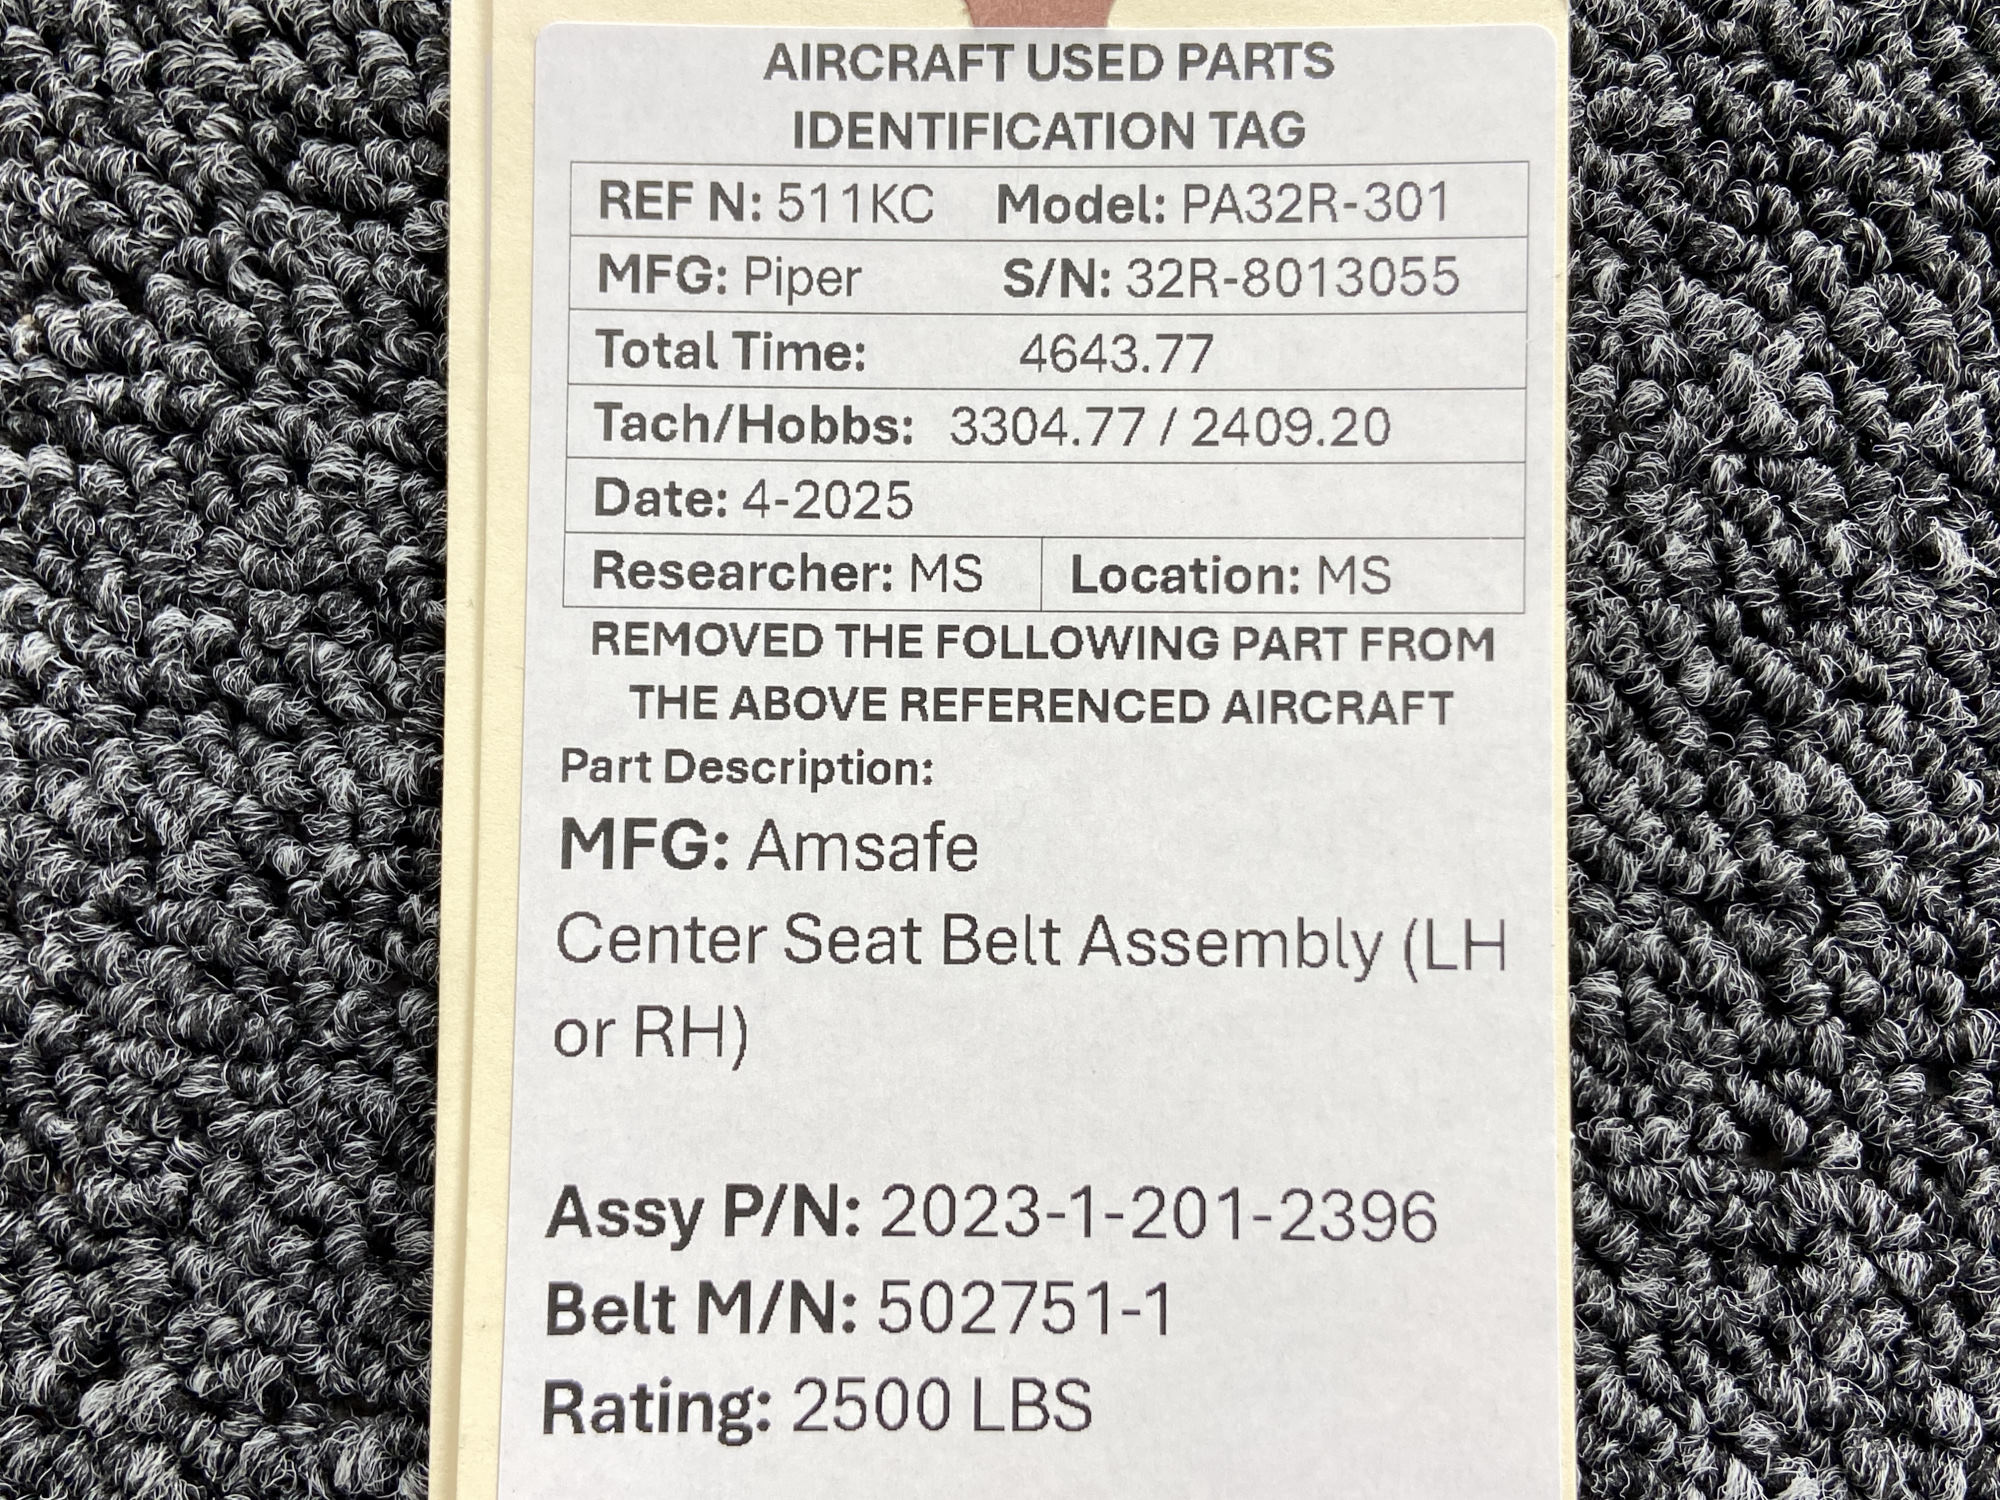 AIRCRAFT USED PARTS
IDENTIFICATION TAG
REF N: 511KC Model: PA32R-301
MFG: Piper S/N: 32R-8013055
Total Time: 4643.77
Tach/Hobbs: 3304.77 / 2409.20
Date: 4-2025
Researcher: MS Location: MS
REMOVED THE FOLLOWING PART FROM
THE ABOVE REFERENCED AIRCRAFT
Part Description:
MFG: Amsafe
Center Seat Belt Assembly (LH
or RH)
Assy P/N: 2023-1-201-2396
Belt M/N: 502751-1
Rating: 2500 LBS